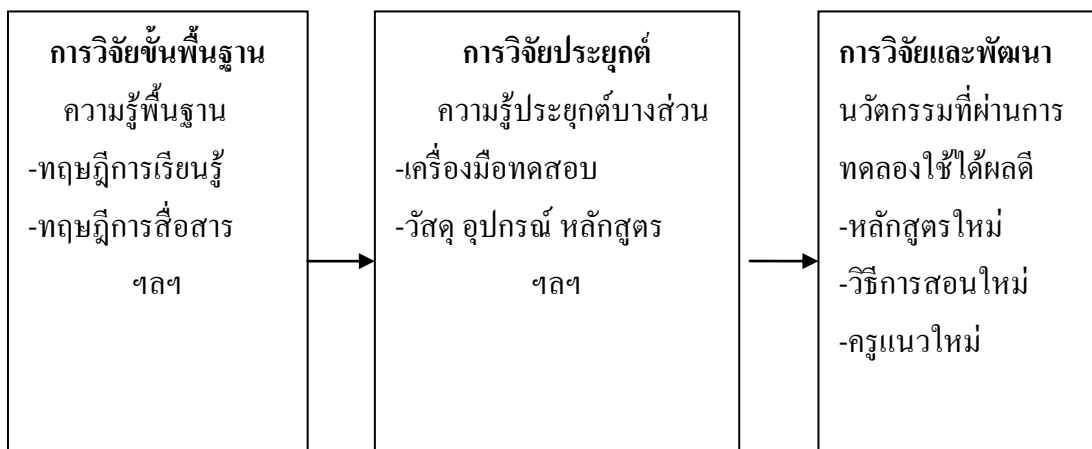 การวิจัยขั้นพื้นฐาน
ความรู้พื้นฐาน
-ทฤษฎีการเรียนรู้
-ทฤษฎีการสื่อสาร
ฯลฯ
การวิจัยประยุกต์
ความรู้ประยุกต์บางส่วน
-เครื่องมือทดสอบ
-วัสดุ อุปกรณ์ หลักสูตร
ฯลฯ
การวิจัยและพัฒนา
นวัตกรรมที่ผ่านการ
ทดลองใช้ได้ผลดี
-หลักสูตรใหม่
-วิธีการสอนใหม่
-ครูแนวใหม่